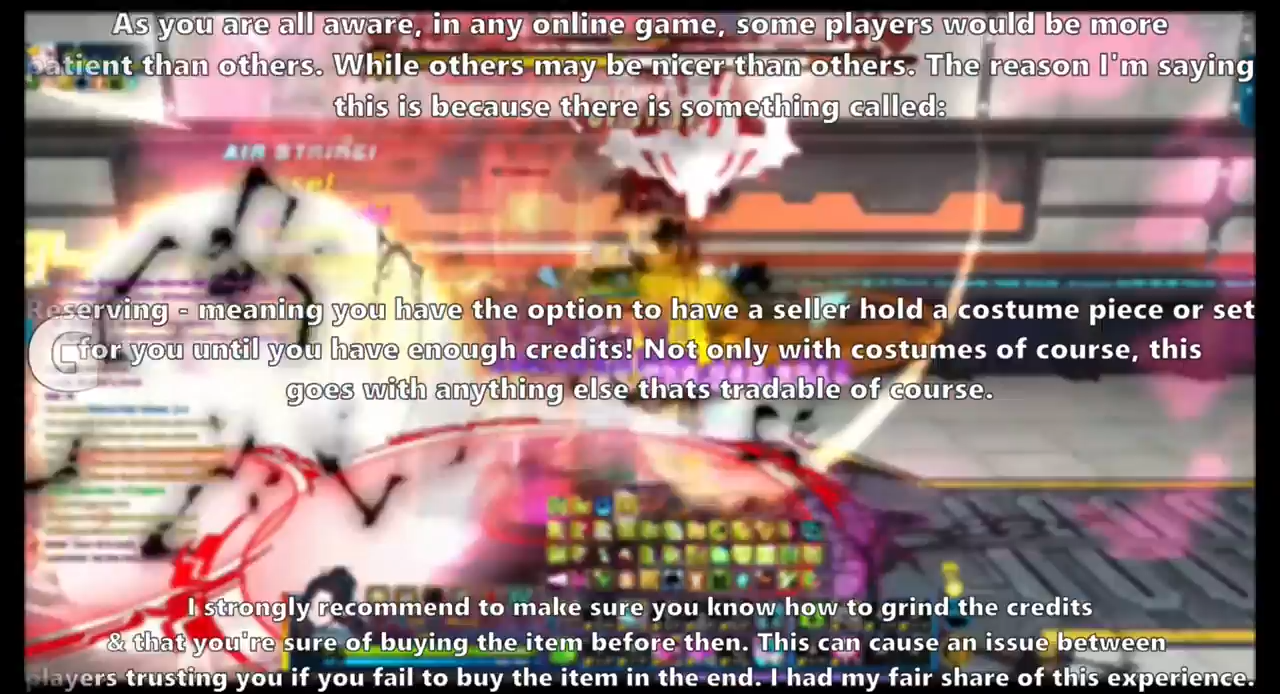 As you are all aware, in any online game, some players would be more
patient than others. While others may be nicer than others. The reason I'm saying
this is because there is something called:
AIR STRIKE!
Reserving - meaning you have the option to have a seller hold a costume piece or set
for you until you have enough credits! Not only with costumes of course, this
goes with anything else thats tradable of course.
I strongly recommend to make sure you know how to grind the credits
& that you're sure of buying the item before then. This can cause an issue between
players trusting you if you fail to buy the item in the end. I had my fair share of this experience.